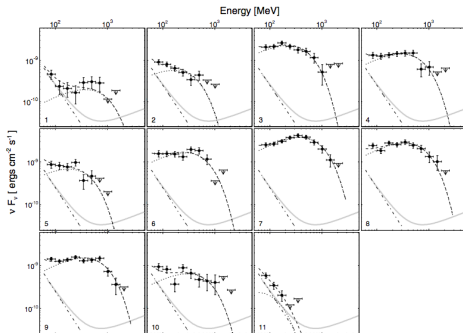 Energy [MeV]
10² 10³ 10² 10³ 10² 10³ 10² 10³
10⁻⁹
10⁻¹⁰
1 2 3 4
ν Fᵥ [ergs cm⁻² s⁻¹]
10⁻⁹
10⁻¹⁰
5 6 7 8
10⁻⁹
10⁻¹⁰
9 10 11